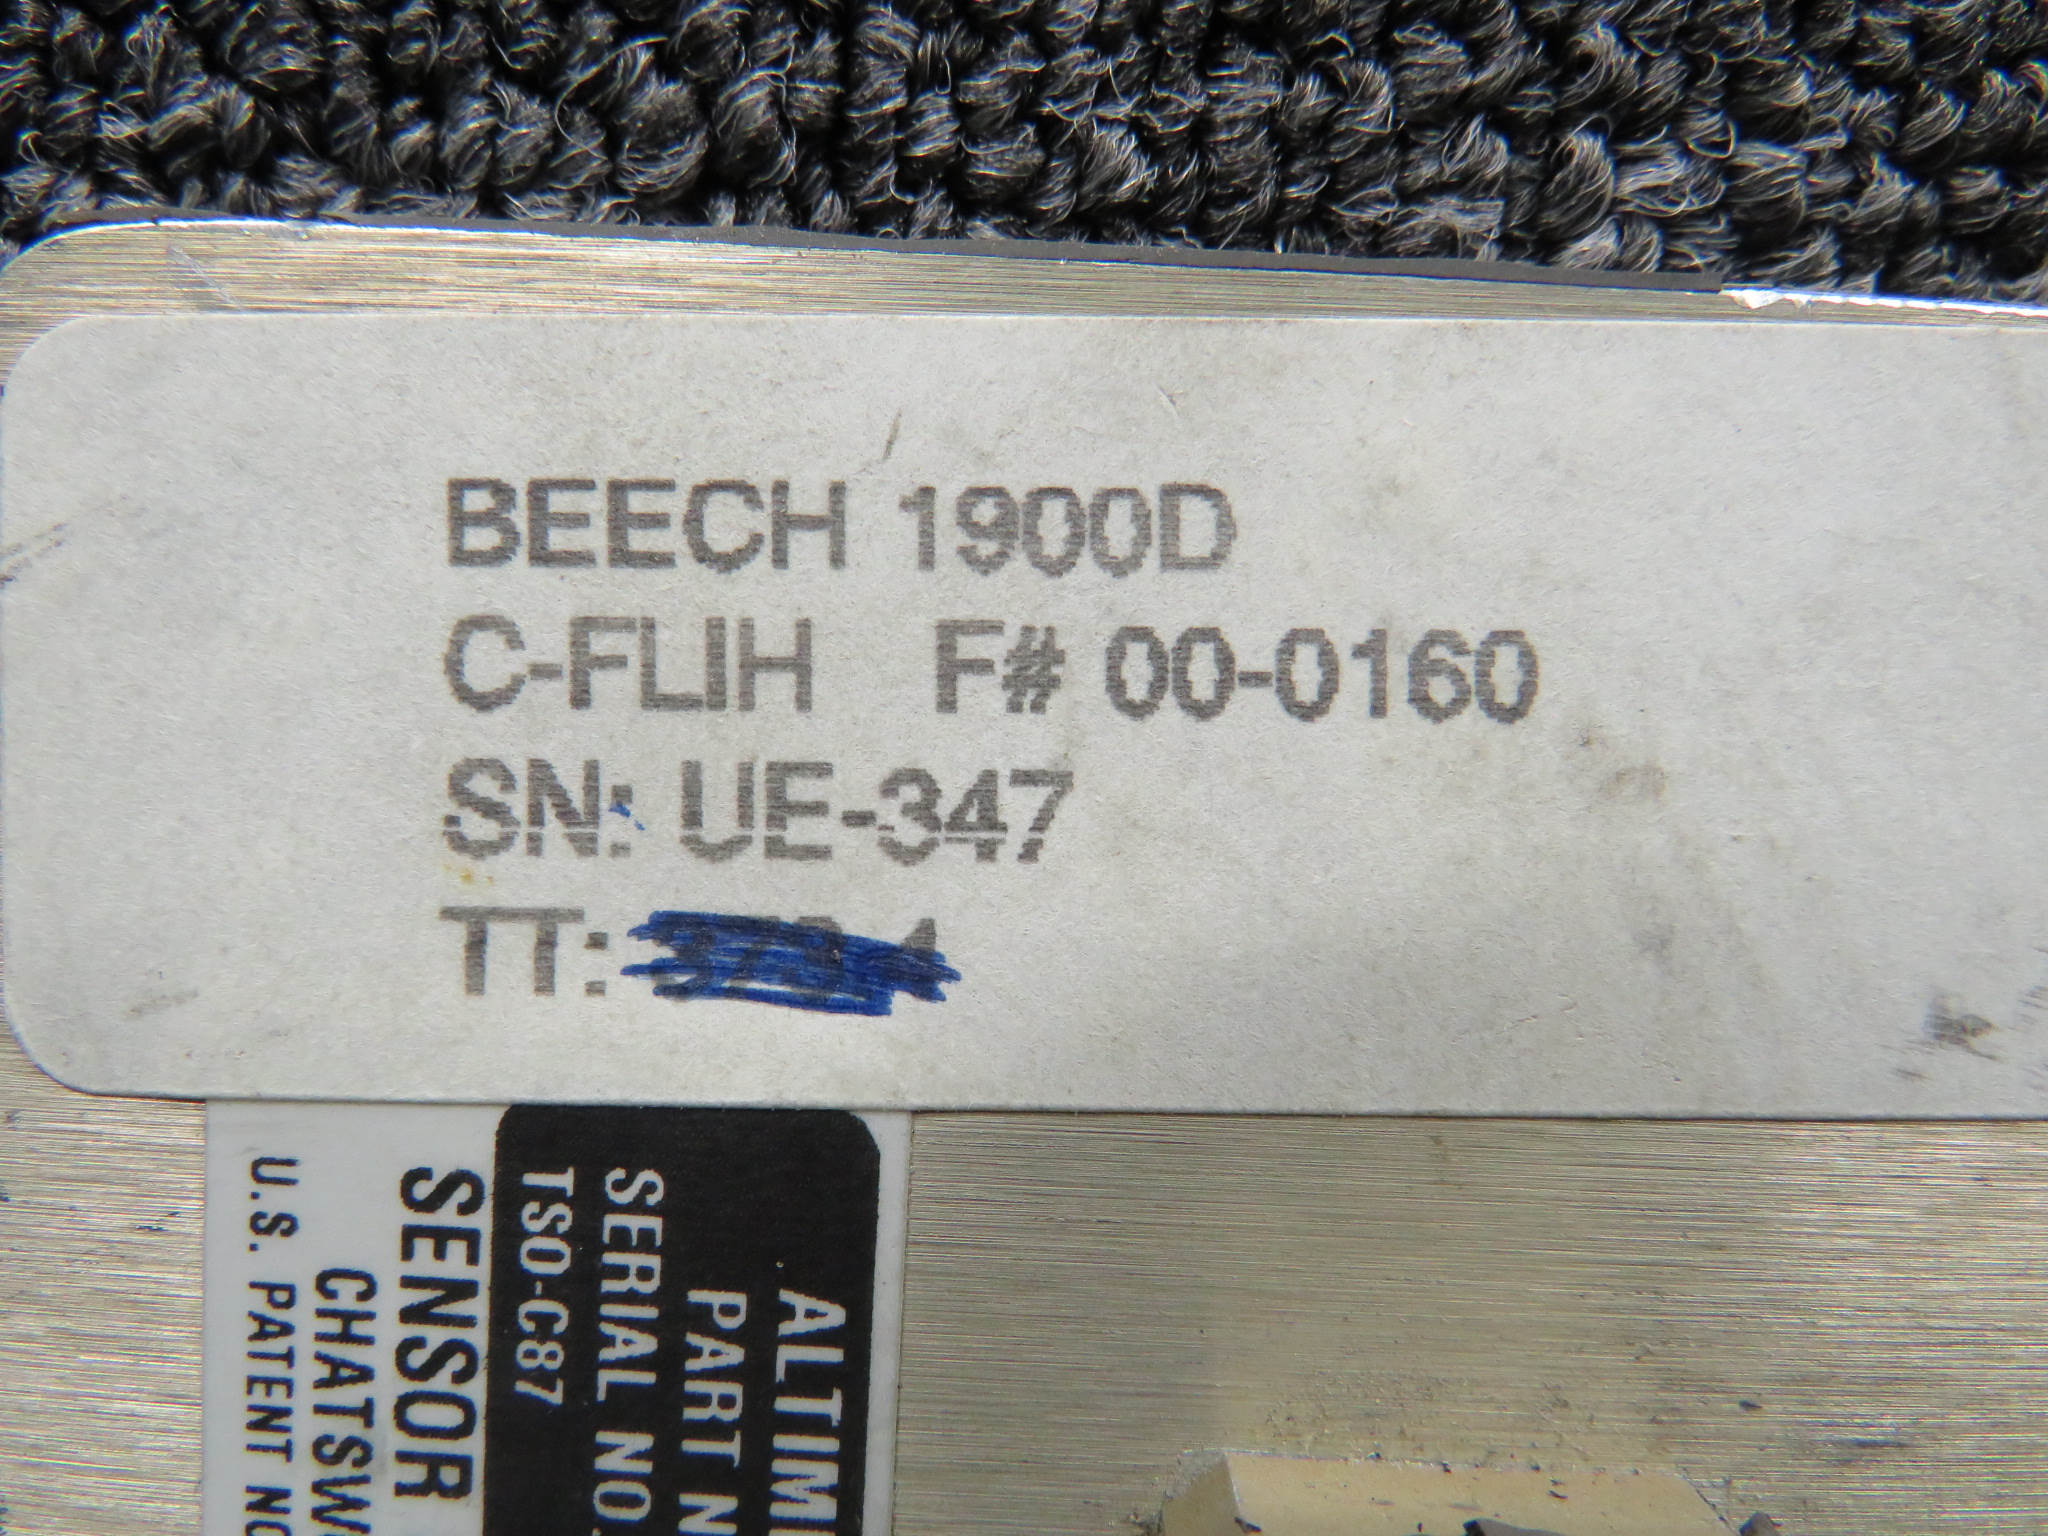 BEECH 1900D
C-FLIH F# 00-0160
SN: UE-347
TT:
ALTIM
PART N
SERIAL NO.
TSO-C87
SENSOR
CHATSW
U.S. PATENT NO